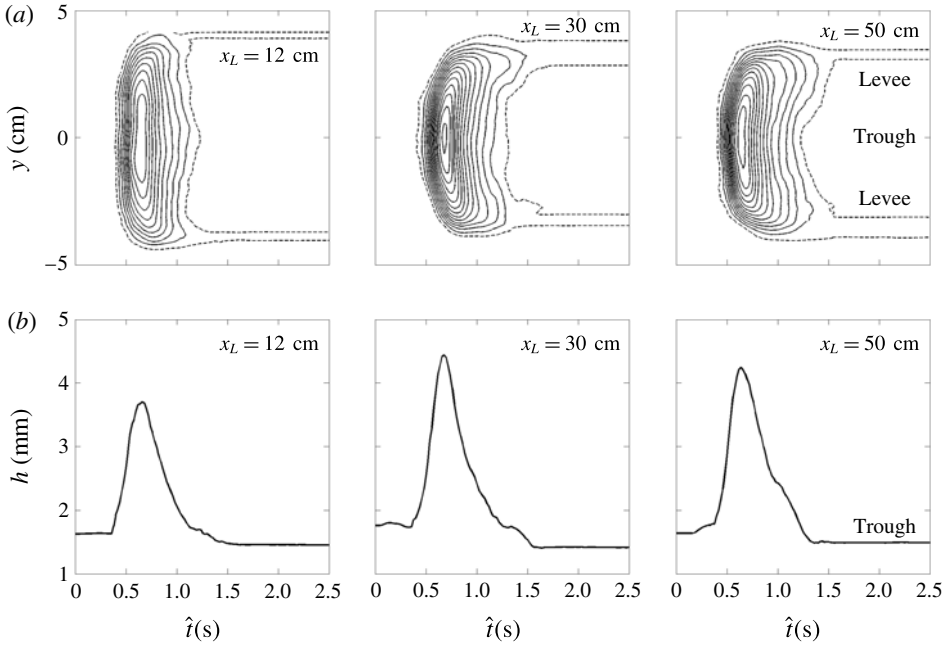 (a)
5
0
–5
y (cm)
x_L = 12 cm
x_L = 30 cm
x_L = 50 cm
Levee
Trough
Levee
(b)
5
4
3
2
1
h (mm)
x_L = 12 cm
x_L = 30 cm
x_L = 50 cm
Trough
0 0.5 1.0 1.5 2.0 2.5 0 0.5 1.0 1.5 2.0 2.5 0 0.5 1.0 1.5 2.0 2.5
t̂(s) t̂(s) t̂(s)